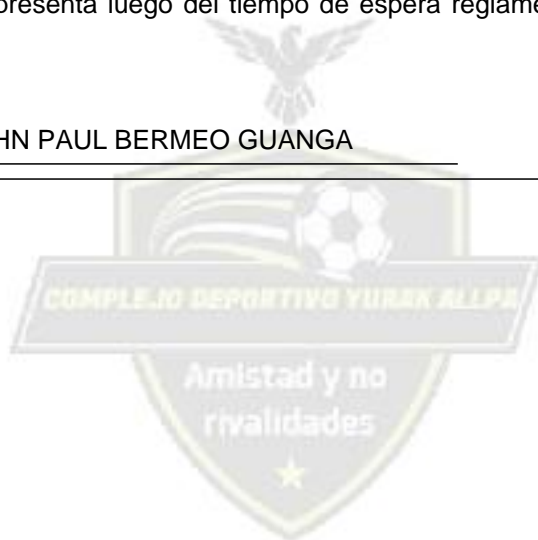 presenta luego del tiempo de espera reglame
HN PAUL BERMEO GUANGA
COMPLEJO DEPORTIVO YURAK ALLPA
Amistad y no
rivalidades